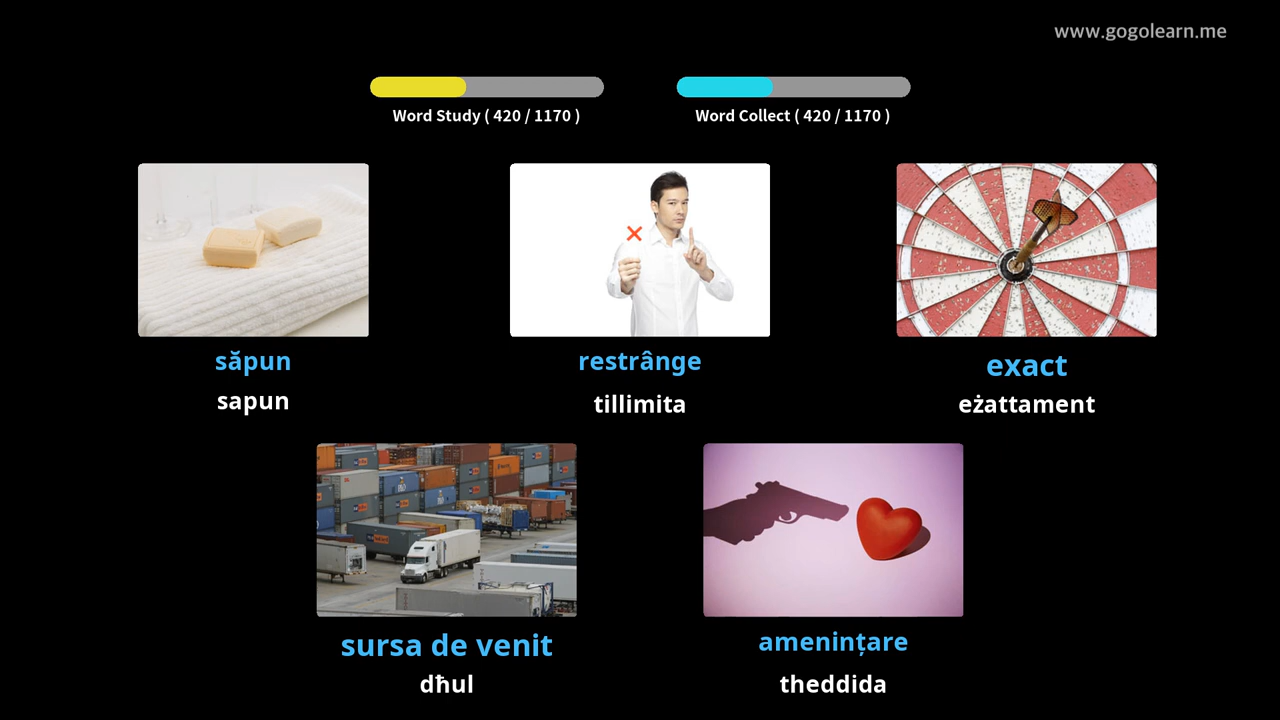 www.gogolearn.me
Word Study ( 420 / 1170 )
Word Collect ( 420 / 1170 )
săpun
sapun
restrânge
tillimita
exact
eżattament
sursa de venit
dħul
amenințare
theddida